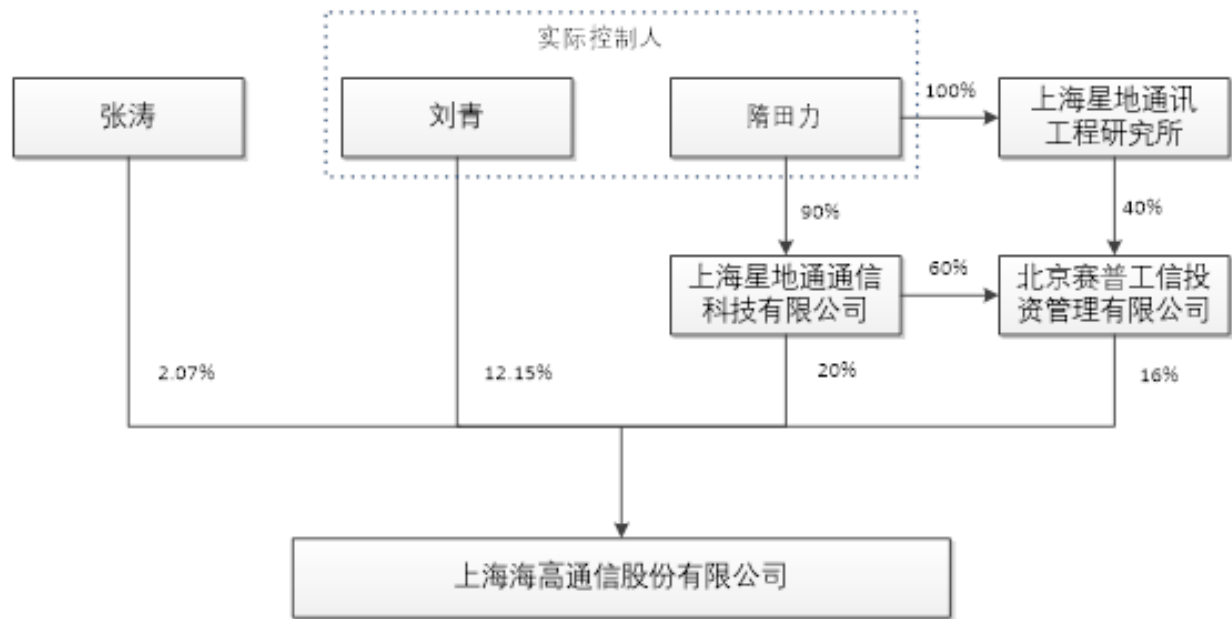 实际控制人
张涛
刘青
隋田力
100%
上海星地通讯
工程研究所
90%
40%
上海星地通通信
科技有限公司
60%
北京赛普工信投
资管理有限公司
2.07%
12.15%
20%
16%
上海海高通信股份有限公司